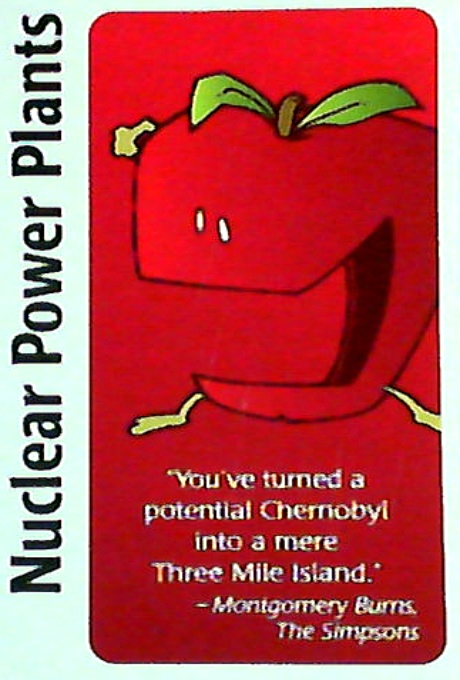 Nuclear Power Plants
"You've turned a
potential Chernobyl
into a mere
Three Mile Island."
– Montgomery Burns.
The Simpsons